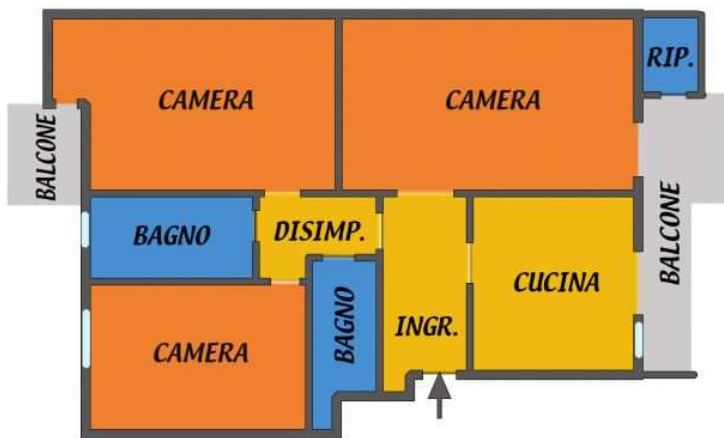 RIP.
CAMERA
CAMERA
BALCONE
BAGNO
DISIMP.
BALCONE
CUCINA
INGR.
BAGNO
CAMERA